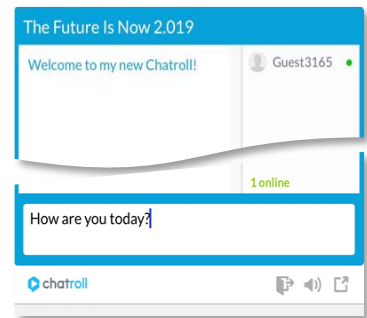 The Future Is Now 2.019
Welcome to my new Chatroll!
Guest3165
1 online
How are you today?
chatroll